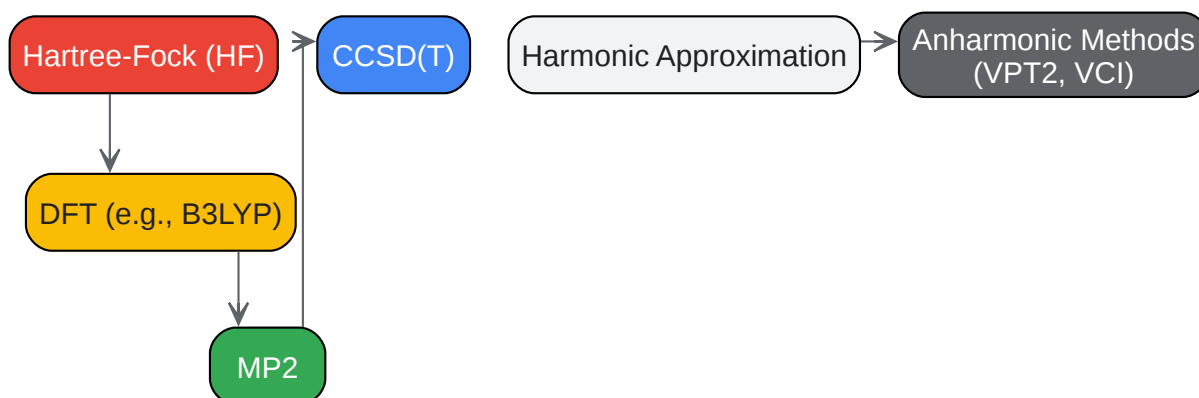 Hartree-Fock (HF)
CCSD(T)
Harmonic Approximation
Anharmonic Methods
(VPT2, VCI)
DFT (e.g., B3LYP)
MP2